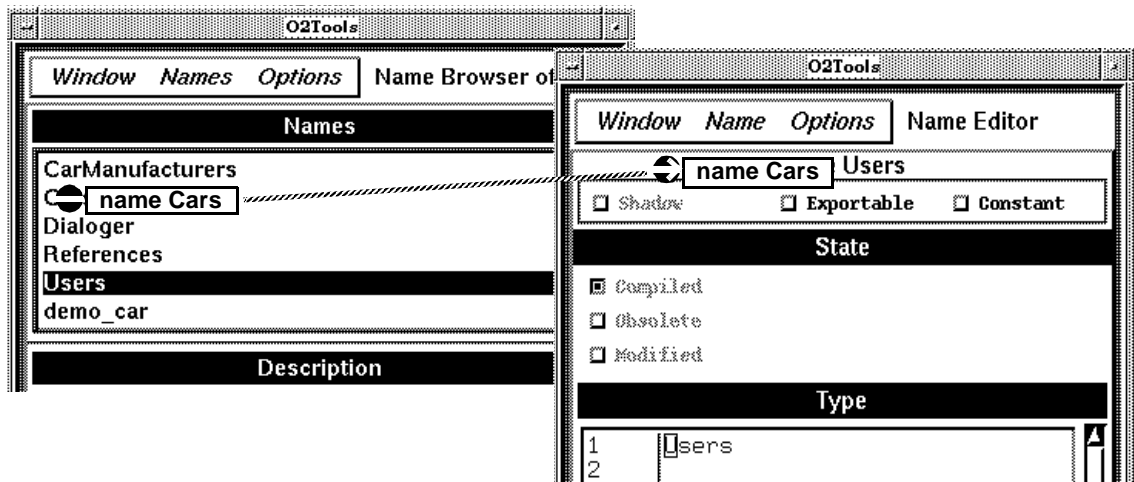 O2Tools
Window Names Options Name Browser of
Names
CarManufacturers
name Cars
Dialoger
References
Users
demo_car
Description
O2Tools
Window Name Options Name Editor
name Cars Users
Shadow Exportable Constant
State
Compiled
Obsolete
Modified
Type
1 Users
2